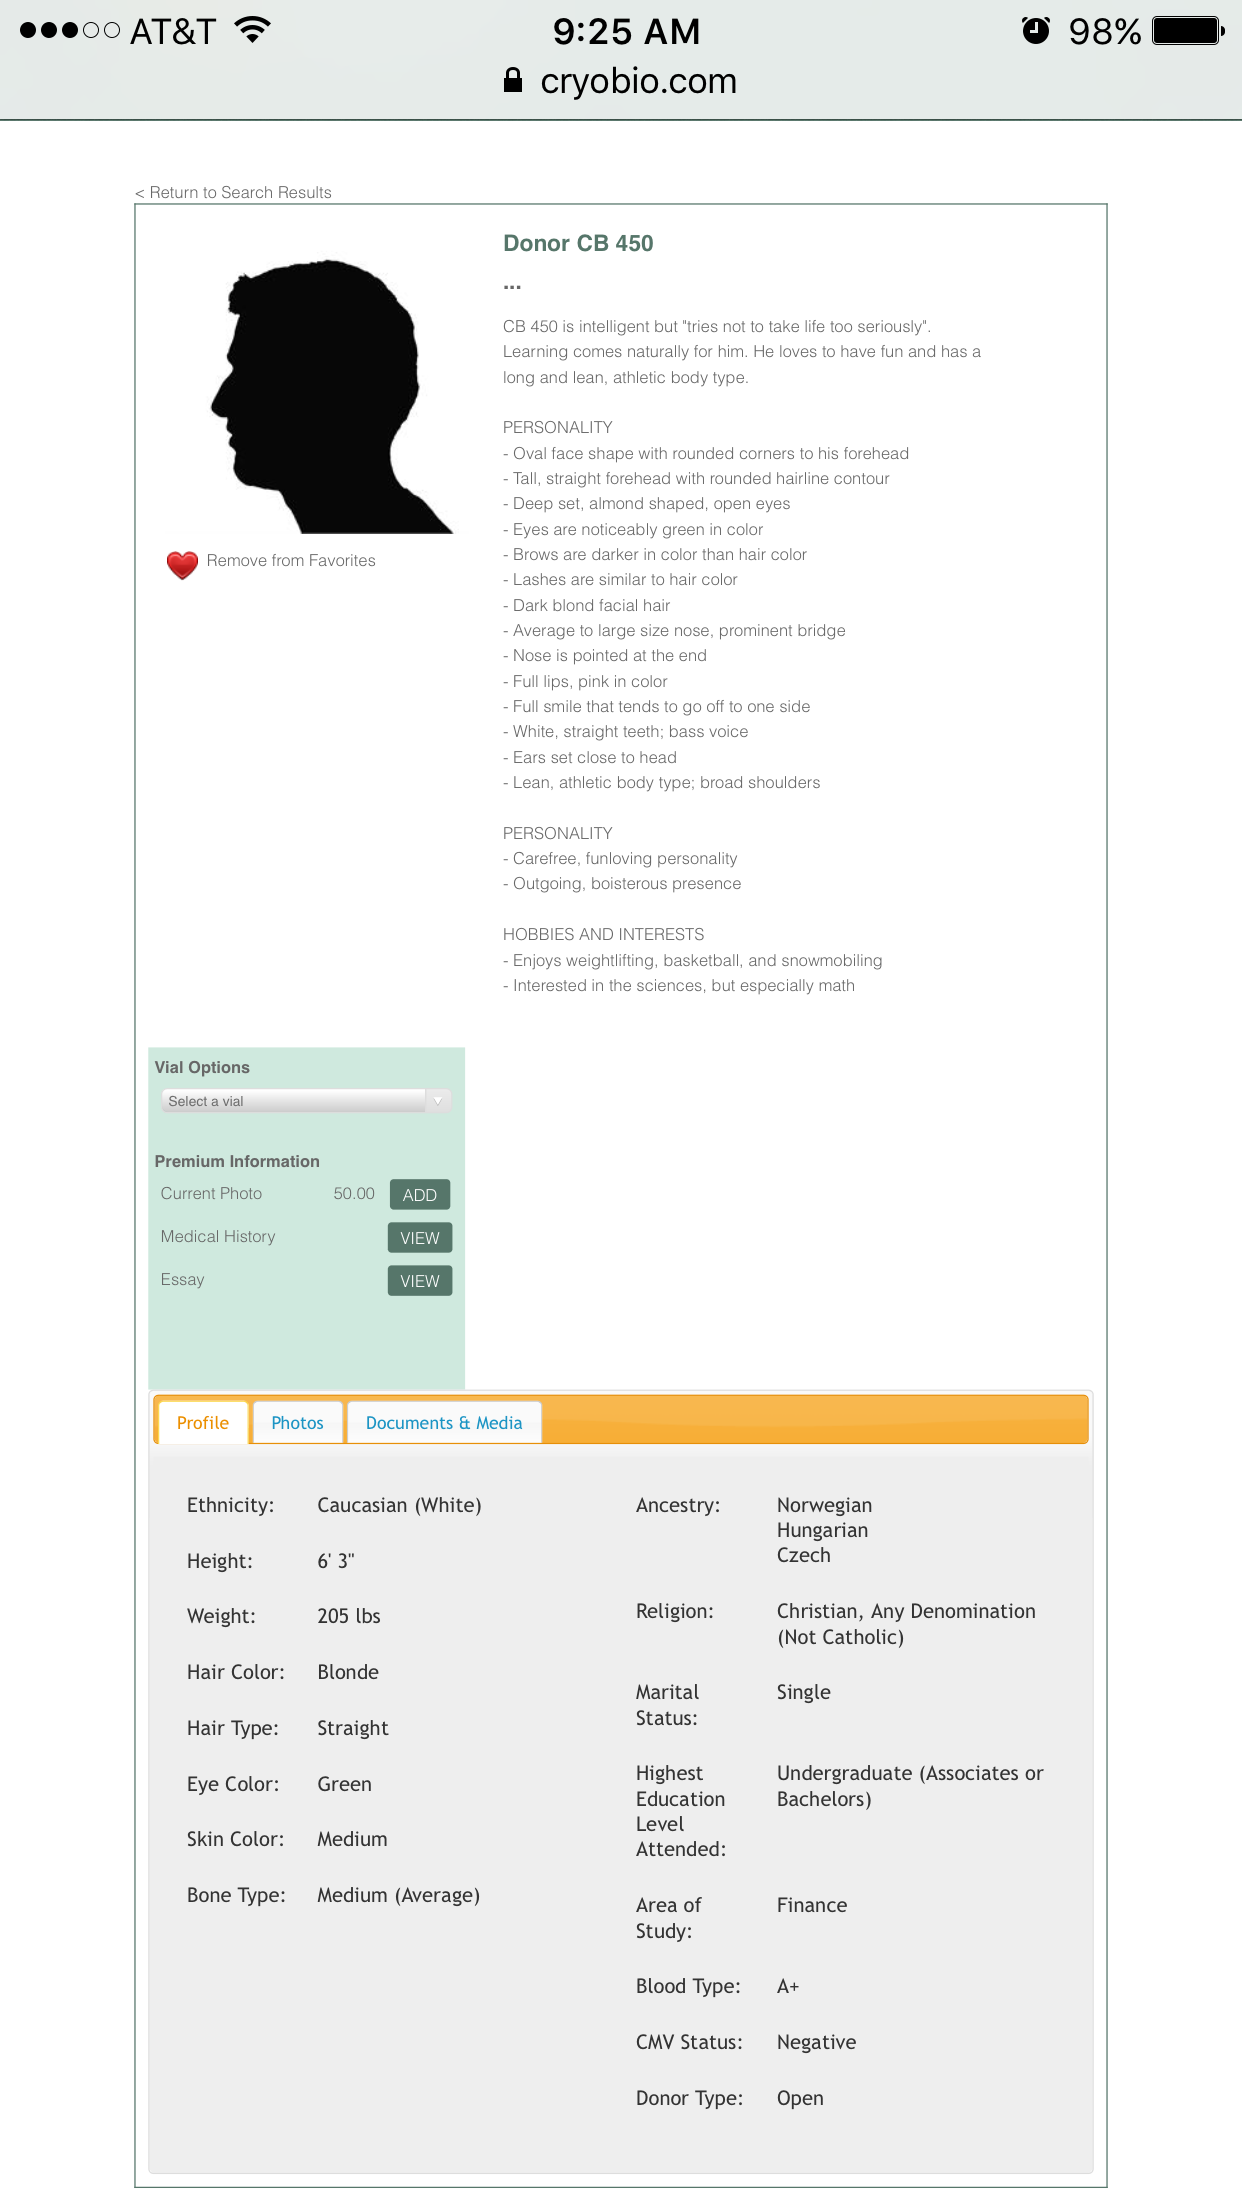 AT&T 9:25 AM 98%
cryobio.com
< Return to Search Results
Donor CB 450
...
CB 450 is intelligent but "tries not to take life too seriously".
Learning comes naturally for him. He loves to have fun and has a
long and lean, athletic body type.
PERSONALITY
- Oval face shape with rounded corners to his forehead
- Tall, straight forehead with rounded hairline contour
- Deep set, almond shaped, open eyes
- Eyes are noticeably green in color
- Brows are darker in color than hair color
- Lashes are similar to hair color
- Dark blond facial hair
- Average to large size nose, prominent bridge
- Nose is pointed at the end
- Full lips, pink in color
- Full smile that tends to go off to one side
- White, straight teeth; bass voice
- Ears set close to head
- Lean, athletic body type; broad shoulders
PERSONALITY
- Carefree, funloving personality
- Outgoing, boisterous presence
HOBBIES AND INTERESTS
- Enjoys weightlifting, basketball, and snowmobiling
- Interested in the sciences, but especially math
Remove from Favorites
Vial Options
Select a vial
Premium Information
Current Photo 50.00 ADD
Medical History VIEW
Essay VIEW
Profile Photos Documents & Media
Ethnicity: Caucasian (White)
Height: 6' 3"
Weight: 205 lbs
Hair Color: Blonde
Hair Type: Straight
Eye Color: Green
Skin Color: Medium
Bone Type: Medium (Average)
Ancestry: Norwegian
Hungarian
Czech
Religion: Christian, Any Denomination
(Not Catholic)
Marital Single
Status:
Highest Undergraduate (Associates or
Education Bachelors)
Level
Attended:
Area of Finance
Study:
Blood Type: A+
CMV Status: Negative
Donor Type: Open